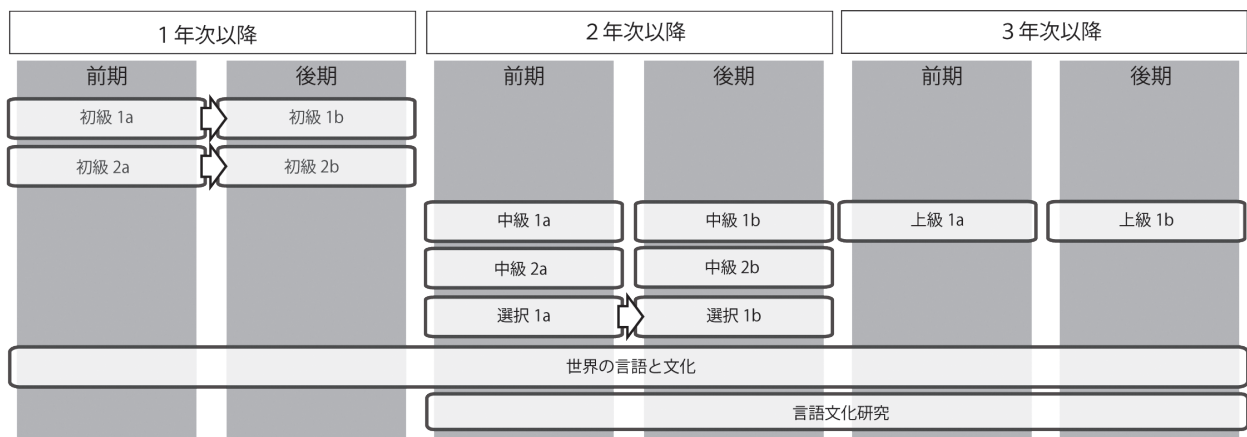 1年次以降 2年次以降 3年次以降
前期 後期 前期 後期 前期 後期
初級 1a 初級 1b
初級 2a 初級 2b
中級 1a 中級 1b 上級 1a 上級 1b
中級 2a 中級 2b
選択 1a 選択 1b
世界の言語と文化
言語文化研究